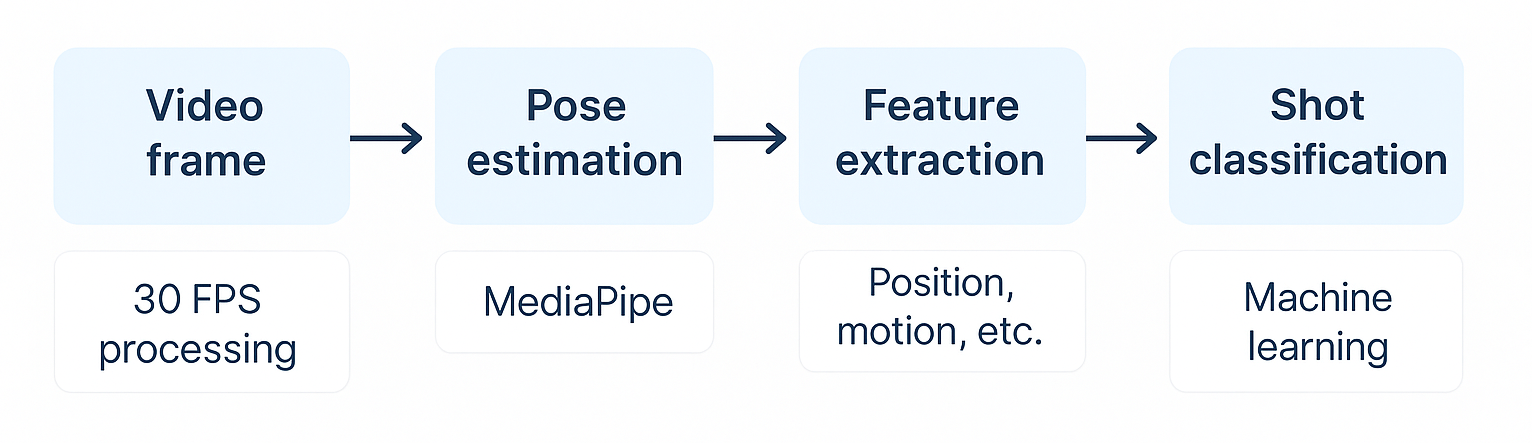 Video
frame
Pose
estimation
Feature
extraction
Shot
classification
30 FPS
processing
MediaPipe
Position,
motion, etc.
Machine
learning